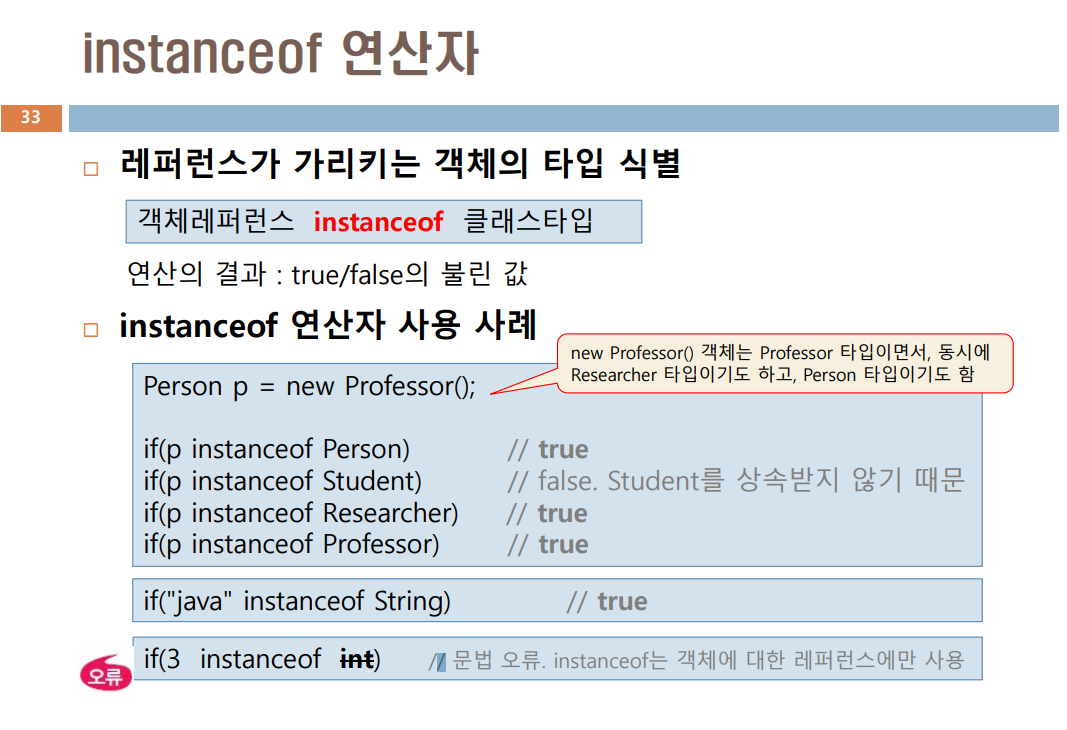 instanceof 연산자
33
레퍼런스가 가리키는 객체의 타입 식별
객체레퍼런스 instanceof 클래스타입
연산의 결과 : true/false의 불린 값
instanceof 연산자 사용 사례
new Professor() 객체는 Professor 타입이면서, 동시에
Researcher 타입이기도 하고, Person 타입이기도 함
Person p = new Professor();
if(p instanceof Person) // true
if(p instanceof Student) // false. Student를 상속받지 않기 때문
if(p instanceof Researcher) // true
if(p instanceof Professor) // true
if("java" instanceof String) // true
오류
if(3 instanceof int) // 문법 오류. instanceof는 객체에 대한 레퍼런스에만 사용